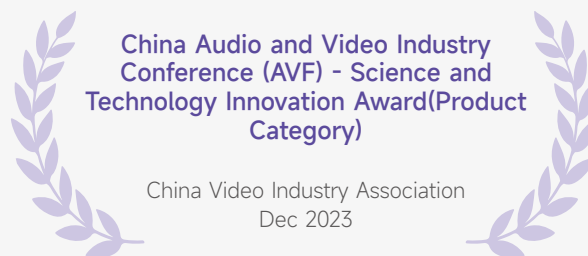 China Audio and Video Industry
Conference (AVF) - Science and
Technology Innovation Award(Product
Category)
China Video Industry Association
Dec 2023